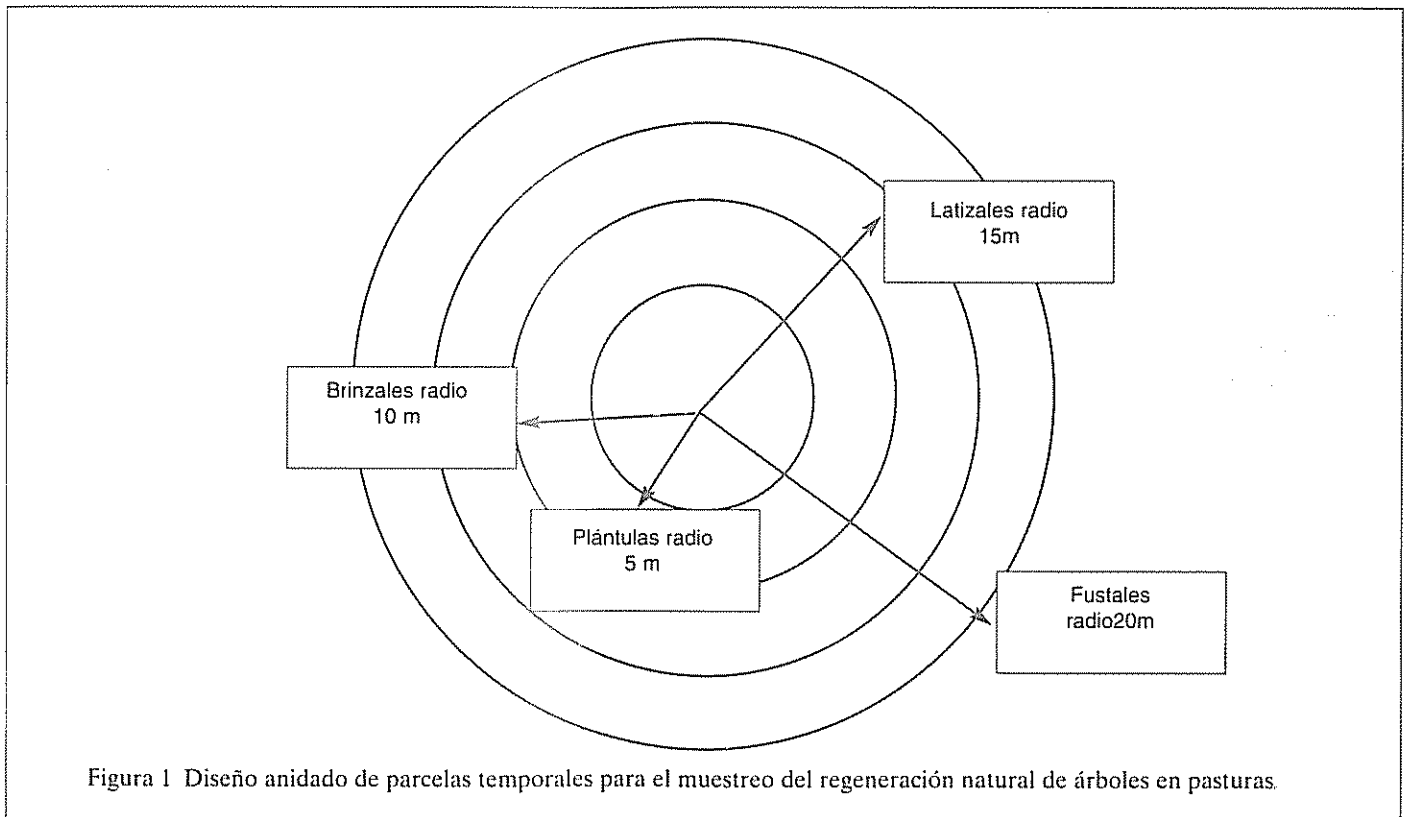 Latizales radio
15m
Brinzales radio
10 m
Plántulas radio
5 m
Fustales
radio20m
Figura 1 Diseño anidado de parcelas temporales para el muestreo del regeneración natural de árboles en pasturas.